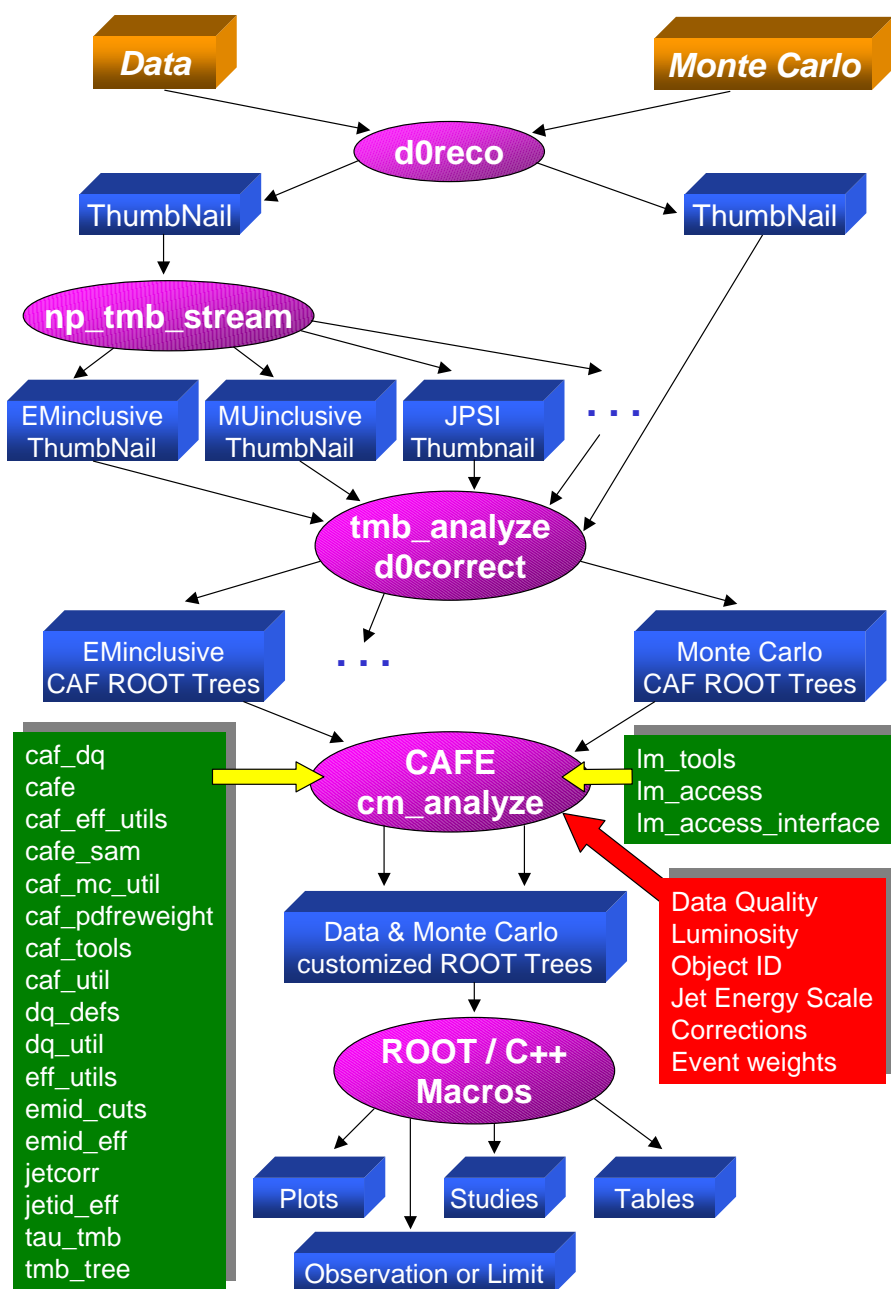 Data
Monte Carlo
d0reco
ThumbNail
ThumbNail
np_tmb_stream
EMinclusive
ThumbNail
MUinclusive
ThumbNail
JPSI
Thumbnail
. . .
tmb_analyze
d0correct
EMinclusive
CAF ROOT Trees
. . .
Monte Carlo
CAF ROOT Trees
caf_dq
cafe
caf_eff_utils
cafe_sam
caf_mc_util
caf_pdfreweight
caf_tools
caf_util
dq_defs
dq_util
eff_utils
emid_cuts
emid_eff
jetcorr
jetid_eff
tau_tmb
tmb_tree
CAFE
cm_analyze
lm_tools
lm_access
lm_access_interface
Data Quality
Luminosity
Object ID
Jet Energy Scale
Corrections
Event weights
Data & Monte Carlo
customized ROOT Trees
ROOT / C++
Macros
Plots
Studies
Tables
Observation or Limit